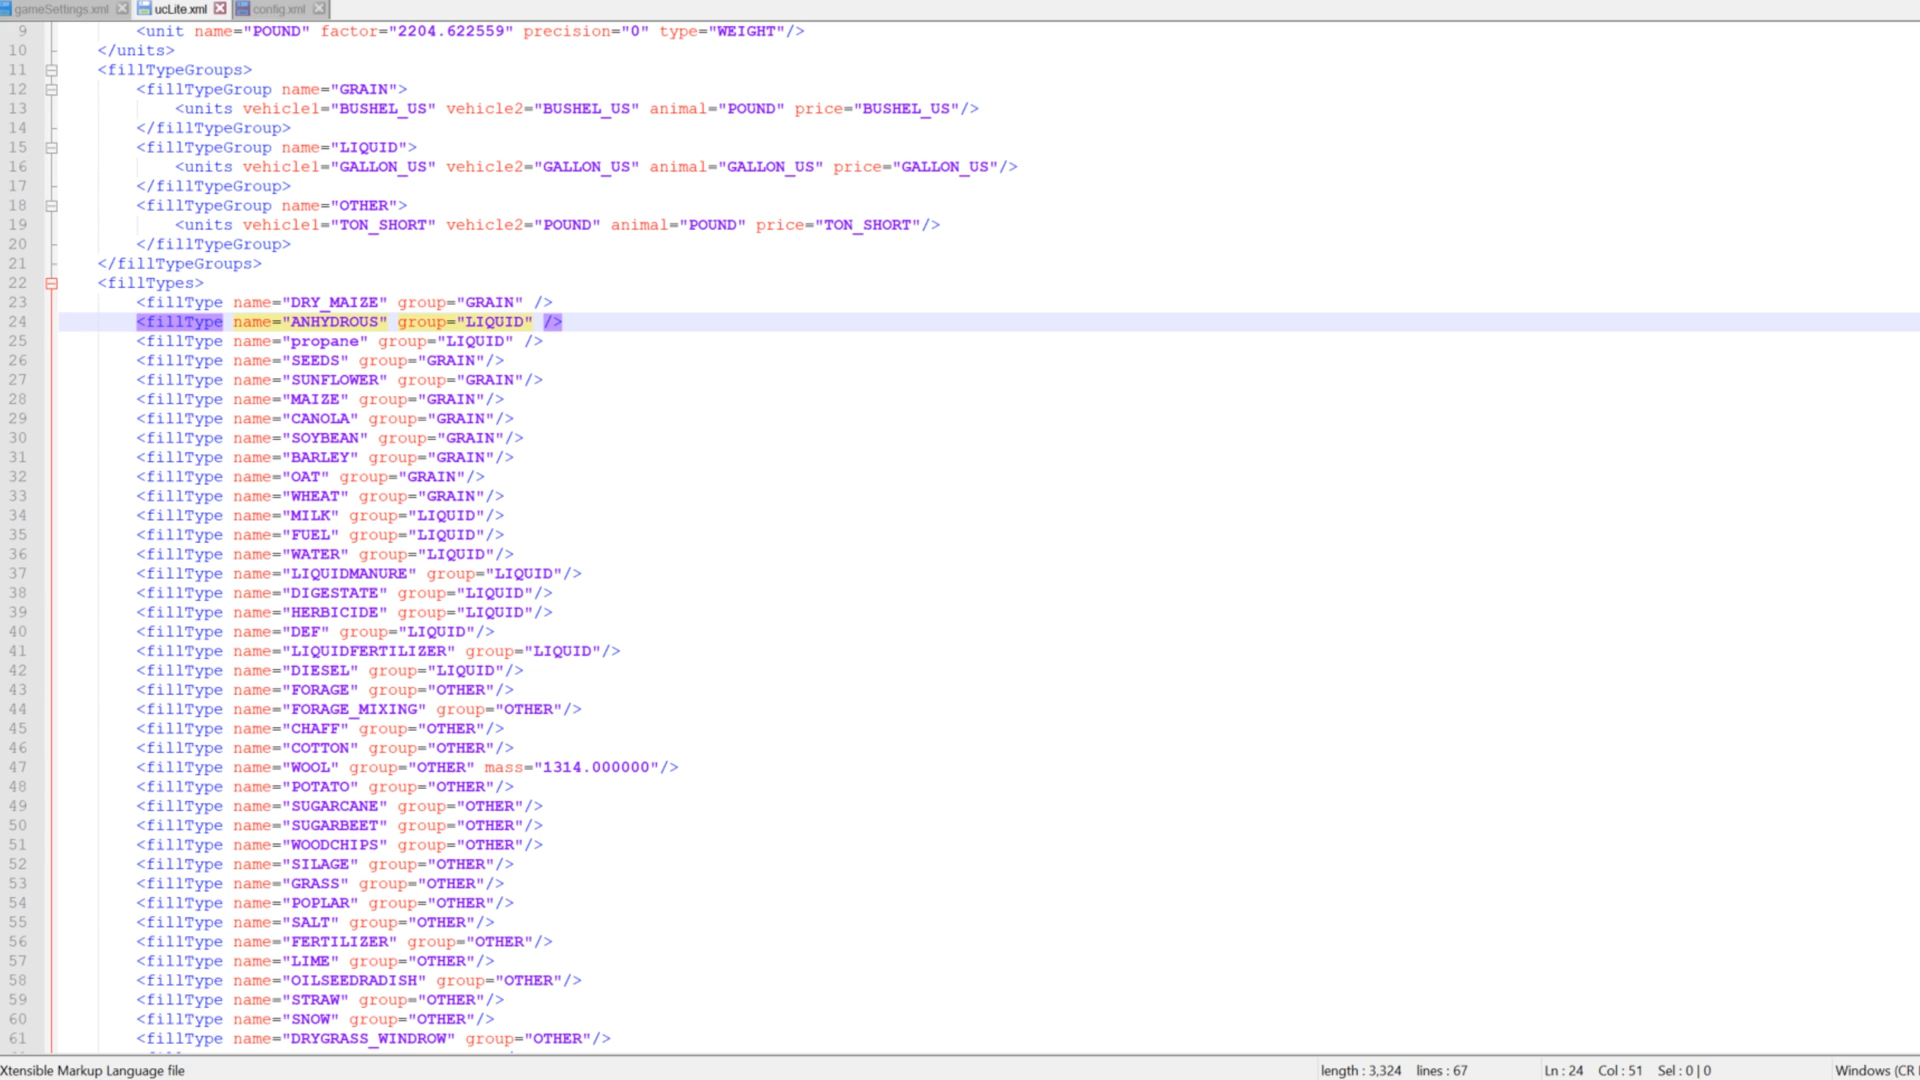 gameSettings.xml ucLite.xml config.xml
9 <unit name="POUND" factor="2204.622559" precision="0" type="WEIGHT"/>
10 </units>
11 <fillTypeGroups>
12 <fillTypeGroup name="GRAIN">
13 <units vehicle1="BUSHEL_US" vehicle2="BUSHEL_US" animal="POUND" price="BUSHEL_US"/>
14 </fillTypeGroup>
15 <fillTypeGroup name="LIQUID">
16 <units vehicle1="GALLON_US" vehicle2="GALLON_US" animal="GALLON_US" price="GALLON_US"/>
17 </fillTypeGroup>
18 <fillTypeGroup name="OTHER">
19 <units vehicle1="TON_SHORT" vehicle2="POUND" animal="POUND" price="TON_SHORT"/>
20 </fillTypeGroup>
21 </fillTypeGroups>
22 <fillTypes>
23 <fillType name="DRY_MAIZE" group="GRAIN" />
24 <fillType name="ANHYDROUS" group="LIQUID" />
25 <fillType name="propane" group="LIQUID" />
26 <fillType name="SEEDS" group="GRAIN"/>
27 <fillType name="SUNFLOWER" group="GRAIN"/>
28 <fillType name="MAIZE" group="GRAIN"/>
29 <fillType name="CANOLA" group="GRAIN"/>
30 <fillType name="SOYBEAN" group="GRAIN"/>
31 <fillType name="BARLEY" group="GRAIN"/>
32 <fillType name="OAT" group="GRAIN"/>
33 <fillType name="WHEAT" group="GRAIN"/>
34 <fillType name="MILK" group="LIQUID"/>
35 <fillType name="FUEL" group="LIQUID"/>
36 <fillType name="WATER" group="LIQUID"/>
37 <fillType name="LIQUIDMANURE" group="LIQUID"/>
38 <fillType name="DIGESTATE" group="LIQUID"/>
39 <fillType name="HERBICIDE" group="LIQUID"/>
40 <fillType name="DEF" group="LIQUID"/>
41 <fillType name="LIQUIDFERTILIZER" group="LIQUID"/>
42 <fillType name="DIESEL" group="LIQUID"/>
43 <fillType name="FORAGE" group="OTHER"/>
44 <fillType name="FORAGE_MIXING" group="OTHER"/>
45 <fillType name="CHAFF" group="OTHER"/>
46 <fillType name="COTTON" group="OTHER"/>
47 <fillType name="WOOL" group="OTHER" mass="1314.000000"/>
48 <fillType name="POTATO" group="OTHER"/>
49 <fillType name="SUGARCANE" group="OTHER"/>
50 <fillType name="SUGARBEET" group="OTHER"/>
51 <fillType name="WOODCHIPS" group="OTHER"/>
52 <fillType name="SILAGE" group="OTHER"/>
53 <fillType name="GRASS" group="OTHER"/>
54 <fillType name="POPLAR" group="OTHER"/>
55 <fillType name="SALT" group="OTHER"/>
56 <fillType name="FERTILIZER" group="OTHER"/>
57 <fillType name="LIME" group="OTHER"/>
58 <fillType name="OILSEEDRADISH" group="OTHER"/>
59 <fillType name="STRAW" group="OTHER"/>
60 <fillType name="SNOW" group="OTHER"/>
61 <fillType name="DRYGRASS_WINDROW" group="OTHER"/>
Xtensible Markup Language file length : 3,324 lines : 67 Ln : 24 Col : 51 Sel : 0 | 0 Windows (CR